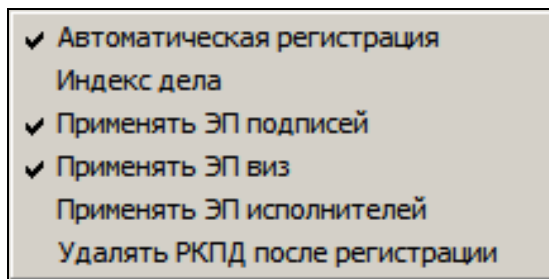 Автоматическая регистрация
Индекс дела
Применять ЭП подписей
Применять ЭП виз
Применять ЭП исполнителей
Удалять РКПД после регистрации